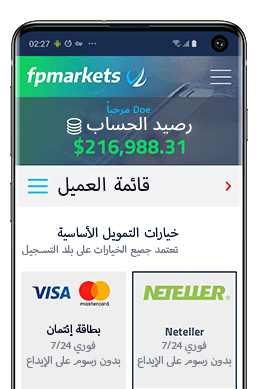 02:27
fpmarkets
مرحباً Doe
رصيد الحساب
$216,988.31
قائمة العميل
خيارات التمويل الأساسية
تعتمد جميع الخيارات على بلد التسجيل
VISA mastercard
بطاقة إئتمان
فوري 24/7
بدون رسوم على الإيداع
NETELLER
Neteller
فوري 24/7
بدون رسوم على الإيداع